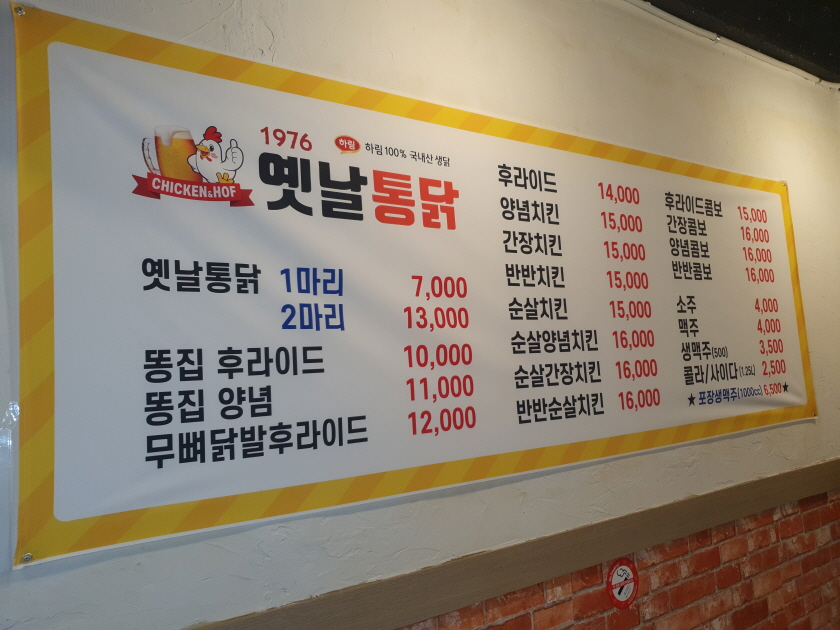 1976
하림 하림 100% 국내산 생닭
CHICKEN&HOF
옛날통닭
옛날통닭 1마리 7,000
2마리 13,000
똥집 후라이드 10,000
똥집 양념 11,000
무뼈닭발후라이드 12,000
후라이드 14,000
양념치킨 15,000
간장치킨 15,000
반반치킨 15,000
순살치킨 15,000
순살양념치킨 16,000
순살간장치킨 16,000
반반순살치킨 16,000
후라이드콤보 15,000
간장콤보 16,000
양념콤보 16,000
반반콤보 16,000
소주 4,000
맥주 4,000
생맥주(500) 3,500
콜라/사이다(1.25L) 2,500
★ 포장생맥주(1000cc) 6,500★